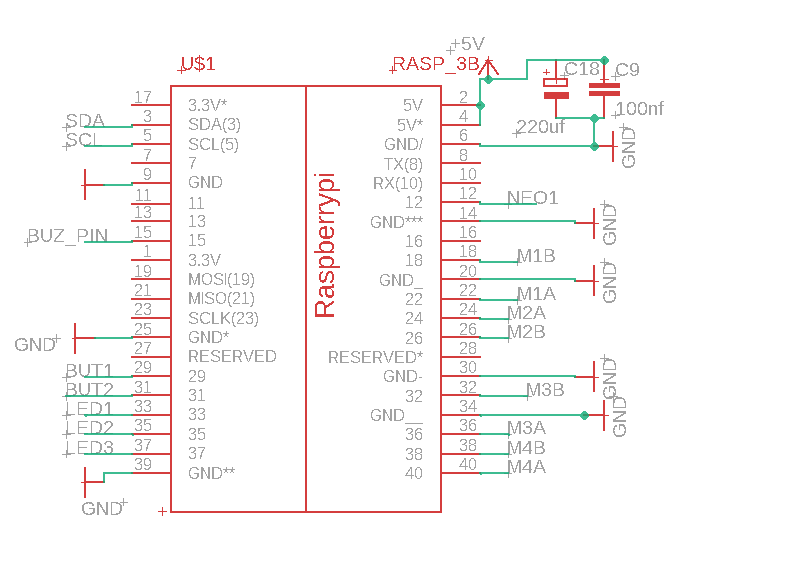 U$1
RASP_3B
+5V
C18
C9
100nf
220uf
GND
17 3.3V* 5V 2
SDA 3 SDA(3) 5V* 4
SCL 5 SCL(5) GND/ 6
7 7 TX(8) 8
9 GND RX(10) 10
11 11 12 12 NEO1
13 13 GND*** 14 GND
BUZ_PIN 15 15 16 16
1 3.3V 18 18 M1B
19 MOSI(19) GND_ 20 GND
21 MISO(21) 22 22 M1A
23 SCLK(23) 24 24 M2A
GND 25 GND* 26 26 M2B
27 RESERVED RESERVED* 28
BUT1 29 29 GND- 30 GND
BUT2 31 31 32 32 M3B
LED1 33 33 GND__ 34 GND
LED2 35 35 36 36 M3A
LED3 37 37 38 38 M4B
39 GND** 40 40 M4A
GND
Raspberrypi